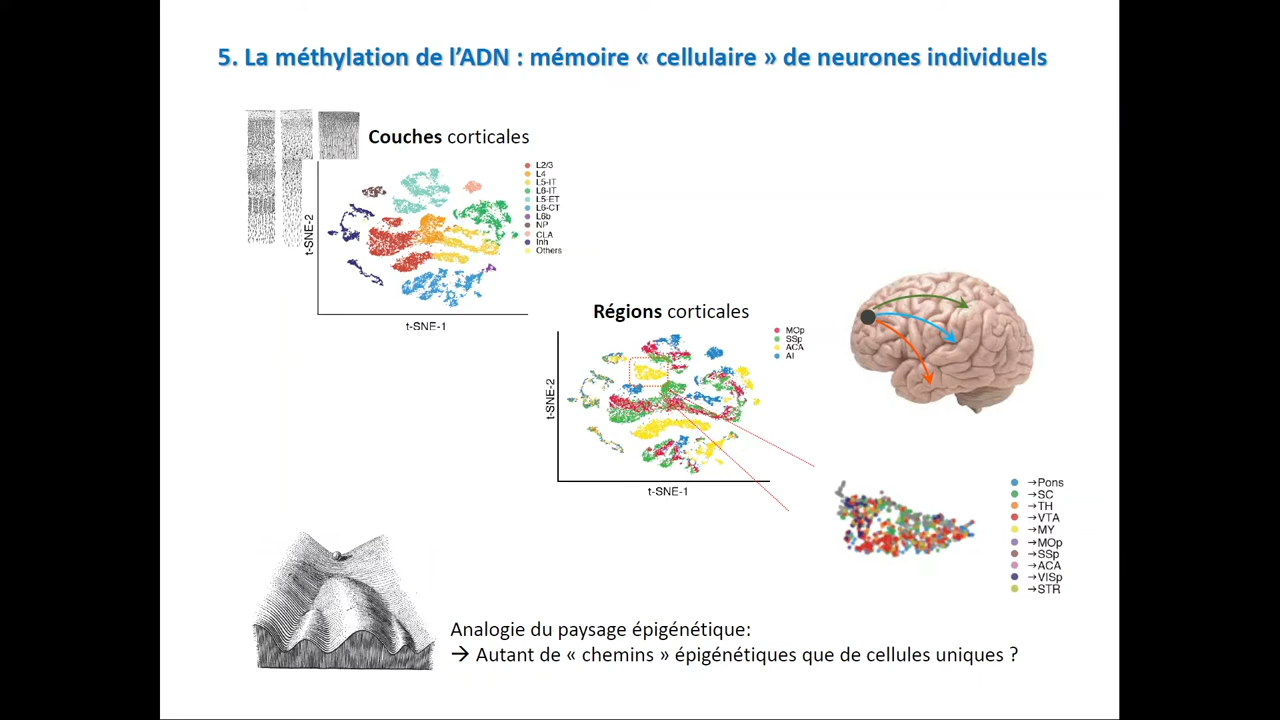 5. La méthylation de l’ADN : mémoire « cellulaire » de neurones individuels
Couches corticales
L2/3
L4
L5-IT
L6-IT
L5-ET
L6-CT
L6b
NP
CLA
Inh
Others
t-SNE-2
t-SNE-1
Régions corticales
MOp
SSp
ACA
AI
t-SNE-2
t-SNE-1
→Pons
→SC
→TH
→VTA
→MY
→MOp
→SSp
→ACA
→VISp
→STR
Analogie du paysage épigénétique:
→ Autant de « chemins » épigénétiques que de cellules uniques ?